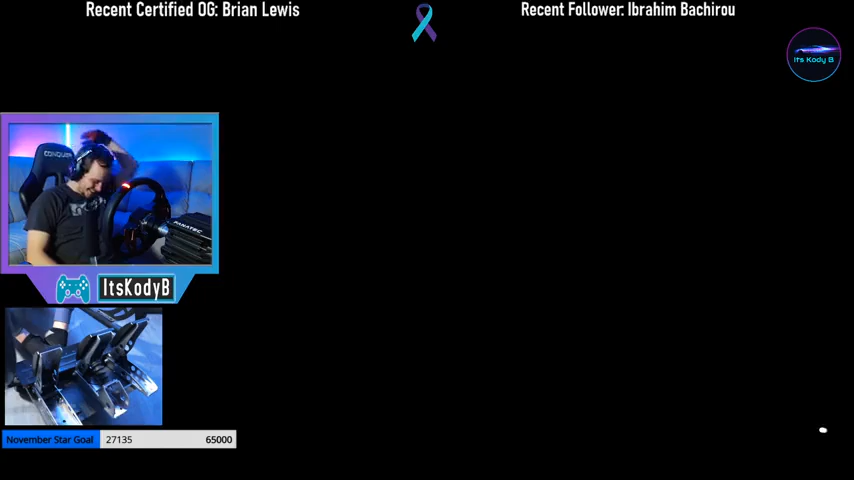 Recent Certified OG: Brian Lewis
Recent Follower: Ibrahim Bachirou
Its Kody B
CONQUER
FANATEC
ItsKodyB
November Star Goal 27135 65000